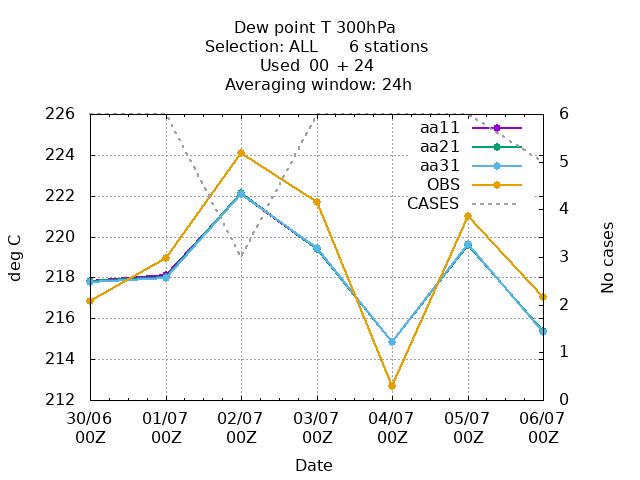 Dew point T 300hPa
Selection: ALL      6 stations
Used  00  + 24
Averaging window: 24h
226
224
222
220
218
216
214
212
deg C
6
5
4
3
2
1
0
No cases
aa11
aa21
aa31
OBS
CASES
30/06 01/07 02/07 03/07 04/07 05/07 06/07
00Z 00Z 00Z 00Z 00Z 00Z 00Z
Date